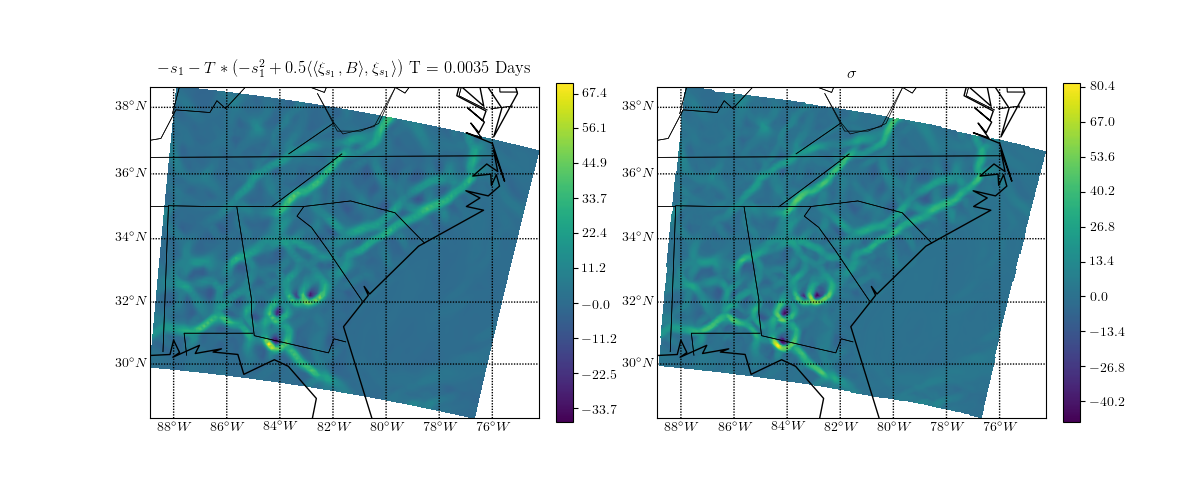 $-s_1 - T * (-s_1^2 + 0.5\langle\langle \xi_{s_1}, B\rangle, \xi_{s_1}\rangle)$ T = 0.0035 Days
38°N
36°N
34°N
32°N
30°N
88°W 86°W 84°W 82°W 80°W 78°W 76°W
67.4
56.1
44.9
33.7
22.4
11.2
−0.0
−11.2
−22.5
−33.7
σ
38°N
36°N
34°N
32°N
30°N
88°W 86°W 84°W 82°W 80°W 78°W 76°W
80.4
67.0
53.6
40.2
26.8
13.4
0.0
−13.4
−26.8
−40.2